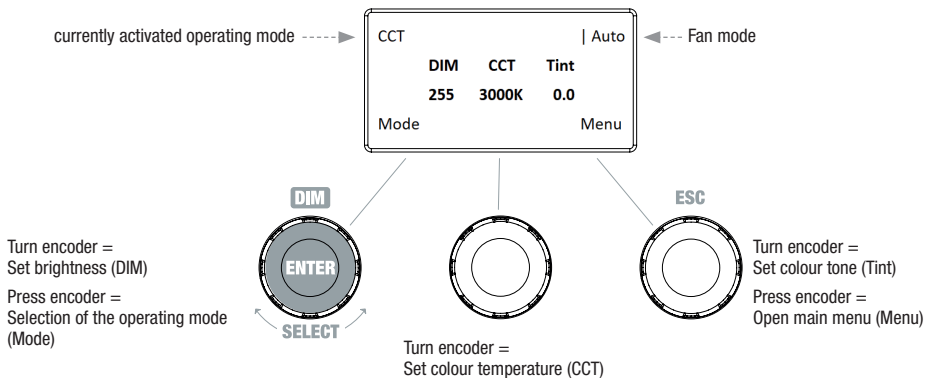 currently activated operating mode
CCT | Auto
Fan mode
DIM CCT Tint
255 3000K 0.0
Mode Menu
DIM
ESC
ENTER
SELECT
Turn encoder =
Set brightness (DIM)
Press encoder =
Selection of the operating mode
(Mode)
Turn encoder =
Set colour temperature (CCT)
Turn encoder =
Set colour tone (Tint)
Press encoder =
Open main menu (Menu)